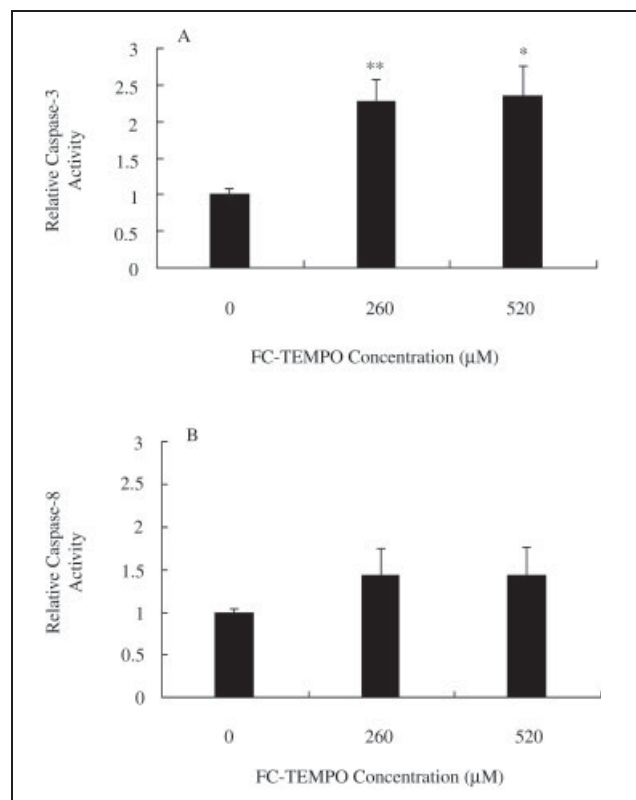 A
3
2.5
2
1.5
1
0.5
0
**
*
Relative Caspase-3
Activity
0 260 520
FC-TEMPO Concentration (μM)
B
3
2.5
2
1.5
1
0.5
0
Relative Caspase-8
Activity
0 260 520
FC-TEMPO Concentration (μM)